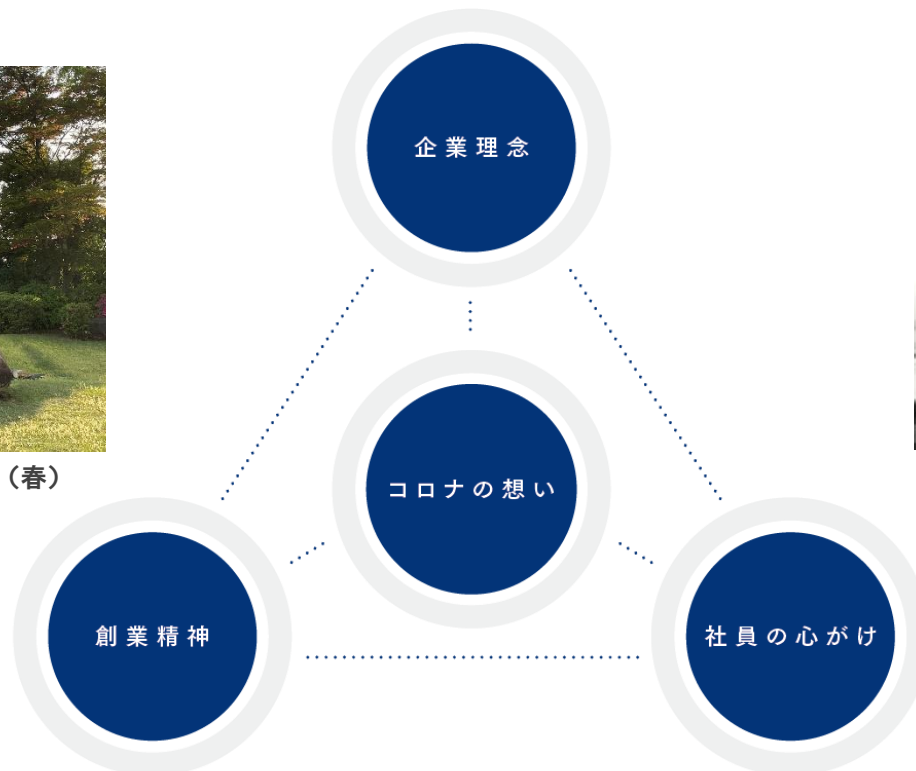 企業理念
コロナの想い
(春)
創業精神
社員の心がけ